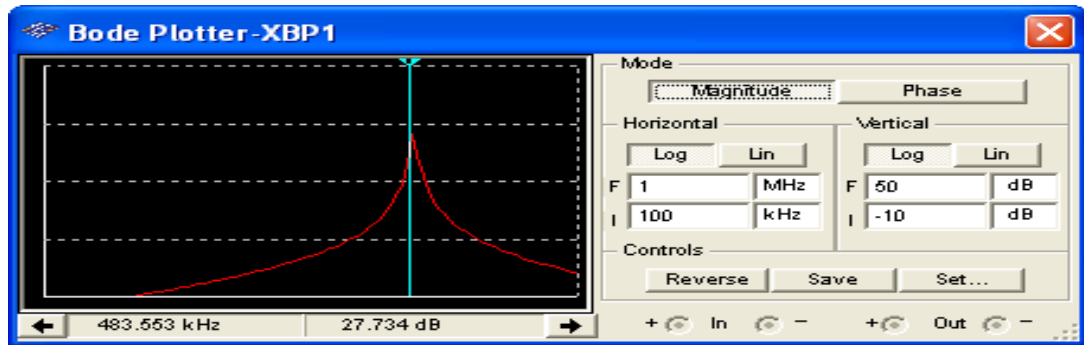 Bode Plotter-XBP1
Mode
Magnitude Phase
Horizontal Vertical
Log Lin Log Lin
F 1 MHz F 50 dB
I 100 kHz I -10 dB
Controls
Reverse Save Set...
483.553 kHz 27.734 dB + In - + Out -